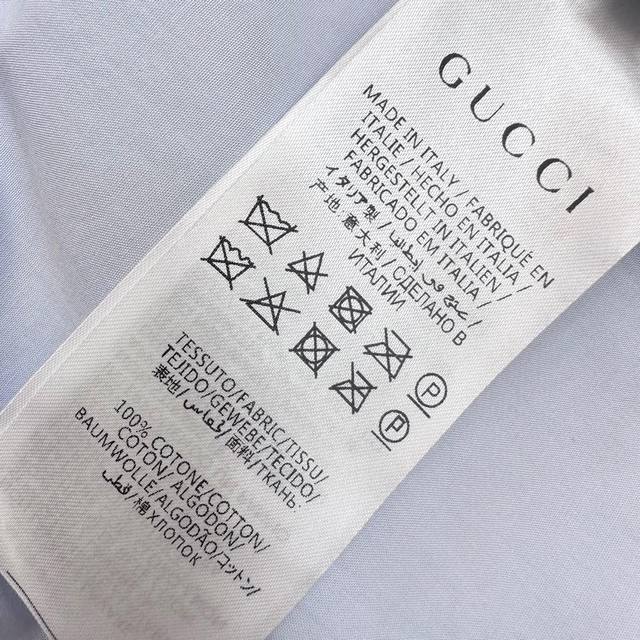 GUCCI
MADE IN ITALY / FABRIQUÉ EN
ITALIE / HECHO EN ITALIA /
HERGESTELLT IN ITALIEN /
FABRICADO EM ITALIA /
イタリア製 / صنع في إيطاليا /
产地: 意大利 / СДЕЛАНО В
ИТАЛИИ
P
P
TESSUTO/FABRIC/TISSU/
TEJIDO/GEWEBE/TECIDO/
表地/قماش/面料/ТКАНЬ:
100% COTONE/COTTON/
COTON/ ALGODON/
BAUMWOLLE/ALGODÃO/コットン/
قطن/棉 ХЛОПОК